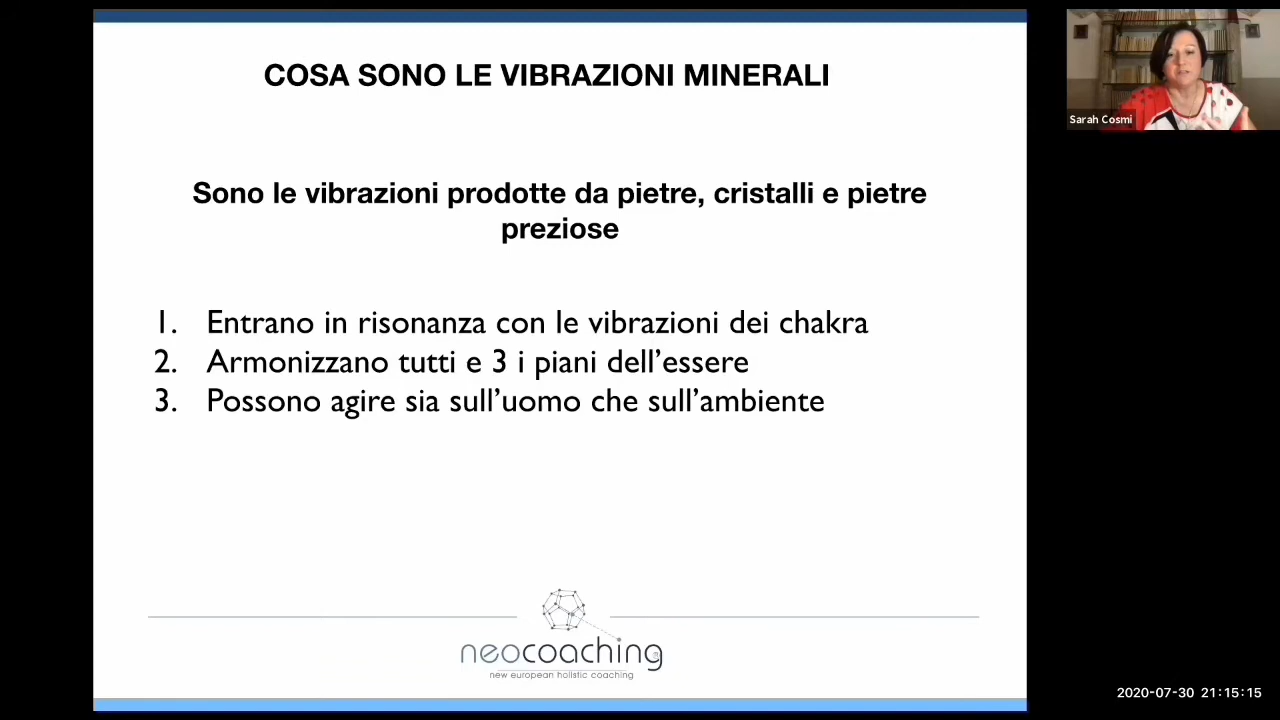 COSA SONO LE VIBRAZIONI MINERALI
Sono le vibrazioni prodotte da pietre, cristalli e pietre
preziose
1. Entrano in risonanza con le vibrazioni dei chakra
2. Armonizzano tutti e 3 i piani dell'essere
3. Possono agire sia sull'uomo che sull'ambiente
neocoaching
new european holistic coaching
Sarah Cosmi
2020-07-30 21:15:15